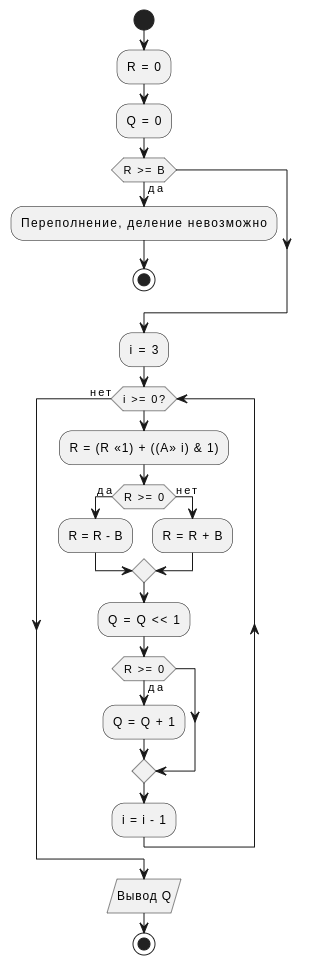 R = 0
Q = 0
R >= B
да
Переполнение, деление невозможно
i = 3
нет
i >= 0?
R = (R «1) + ((A» i) & 1)
да
R >= 0
нет
R = R - B
R = R + B
Q = Q << 1
R >= 0
да
Q = Q + 1
i = i - 1
Вывод Q